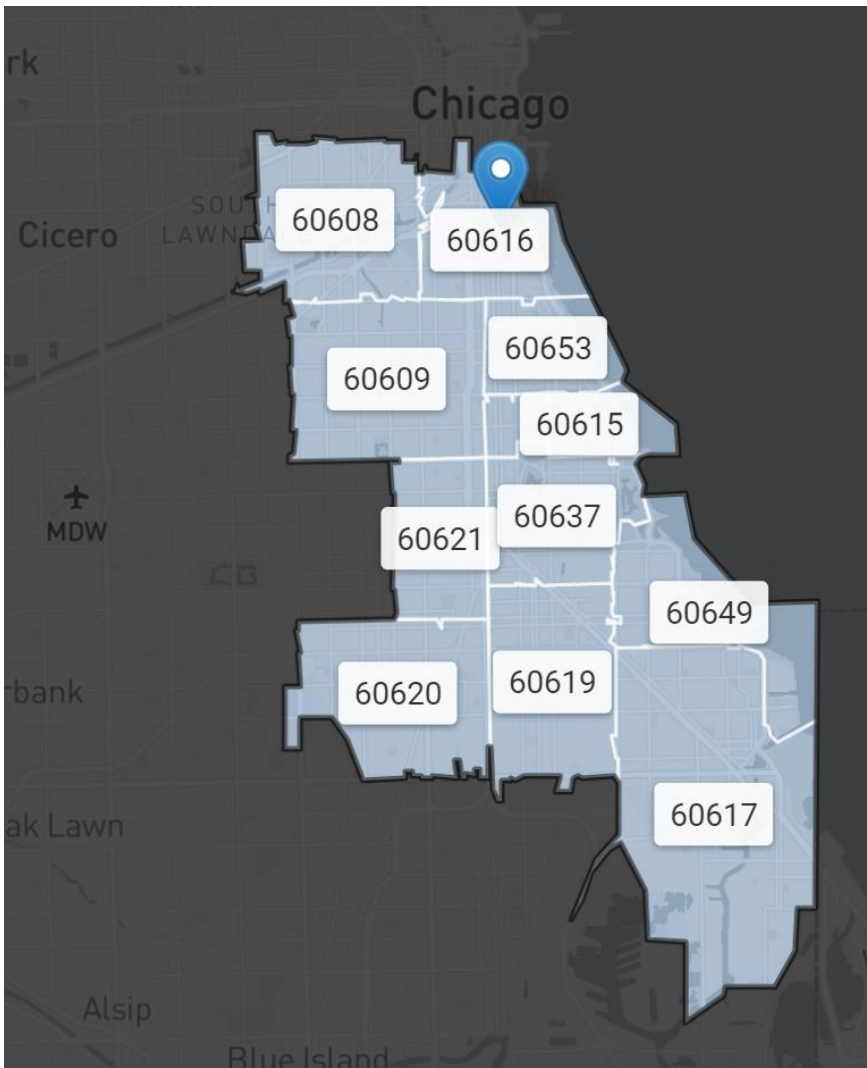 rk
Chicago
SOUTH
LAWNDA
60608
Cicero
60616
60653
60609
60615
MDW
60637
60621
60649
rbank
60620
60619
60617
ak Lawn
Alsip
Blue Island